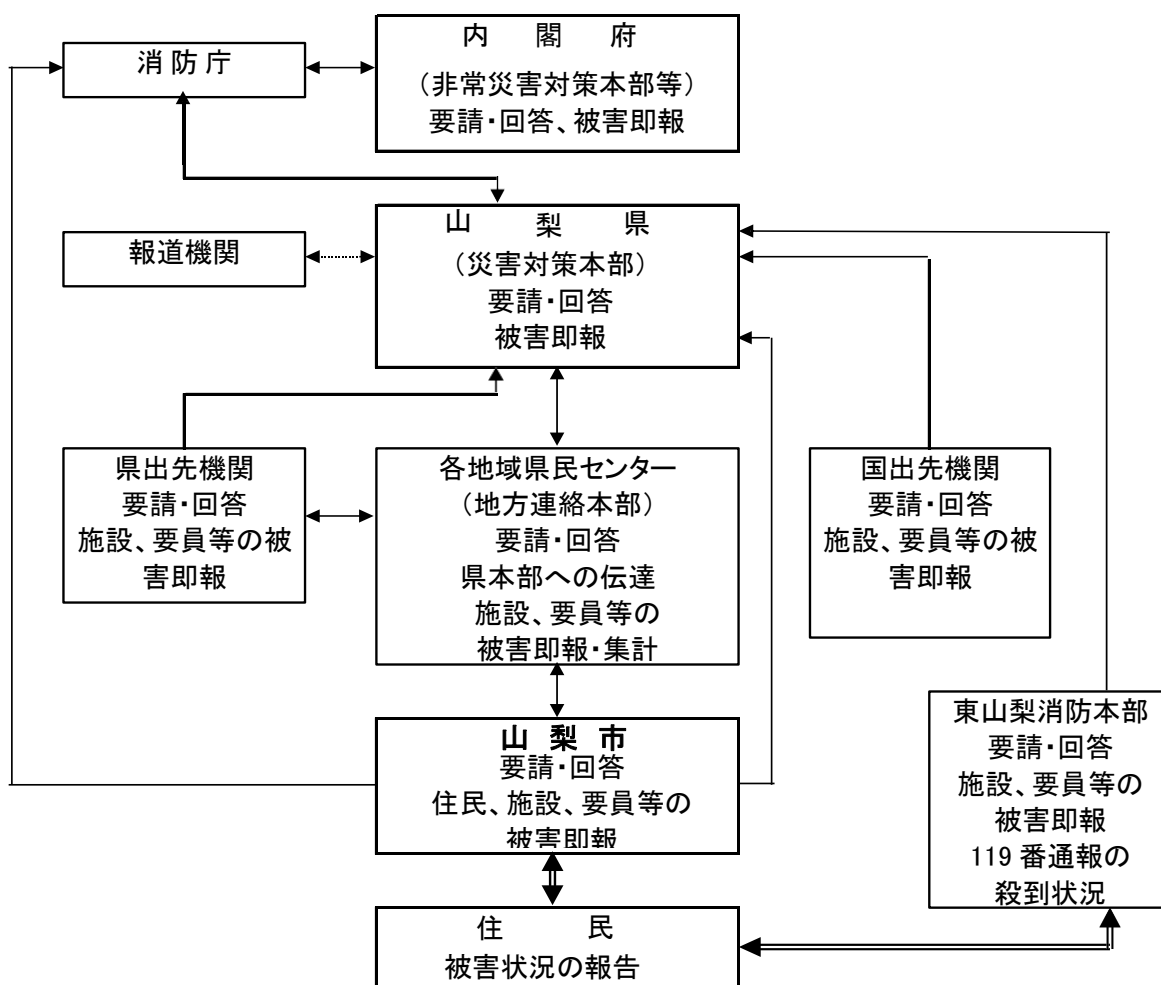 内閣府
(非常災害対策本部等)
要請・回答、被害即報
消防庁
山梨県
(災害対策本部)
要請・回答
被害即報
報道機関
県出先機関
要請・回答
施設、要員等の被
害即報
各地域県民センター
(地方連絡本部)
要請・回答
県本部への伝達
施設、要員等の
被害即報・集計
国出先機関
要請・回答
施設、要員等の被
害即報
山梨市
要請・回答
住民、施設、要員等の
被害即報
東山梨消防本部
要請・回答
施設、要員等の
被害即報
119番通報の
殺到状況
住民
被害状況の報告